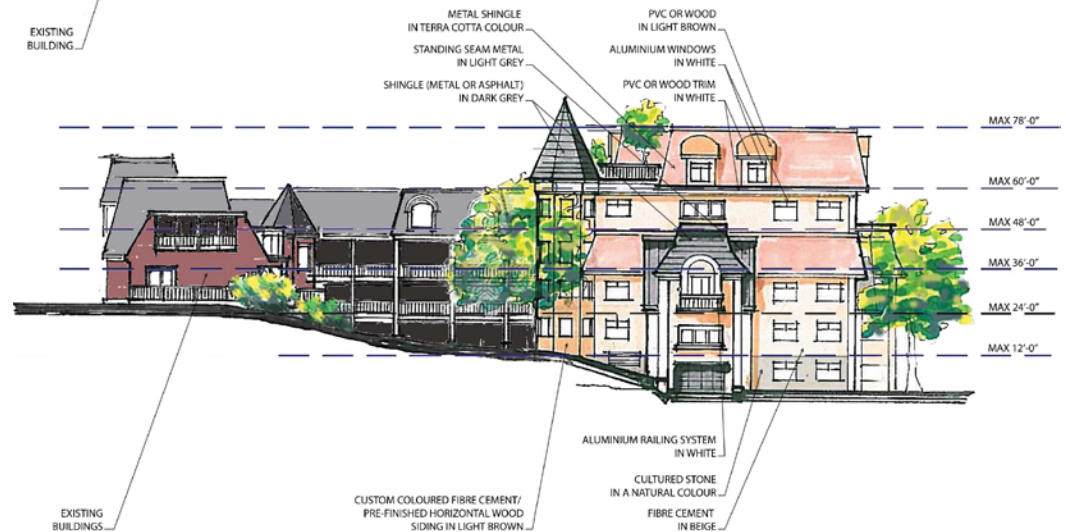 EXISTING
BUILDING
METAL SHINGLE
IN TERRA COTTA COLOUR
STANDING SEAM METAL
IN LIGHT GREY
SHINGLE (METAL OR ASPHALT)
IN DARK GREY
PVC OR WOOD
IN LIGHT BROWN
ALUMINIUM WINDOWS
IN WHITE
PVC OR WOOD TRIM
IN WHITE
MAX 78'-0"
MAX 60'-0"
MAX 48'-0"
MAX 36'-0"
MAX 24'-0"
MAX 12'-0"
ALUMINIUM RAILING SYSTEM
IN WHITE
CULTURED STONE
IN A NATURAL COLOUR
FIBRE CEMENT
IN BEIGE
CUSTOM COLOURED FIBRE CEMENT/
PRE-FINISHED HORIZONTAL WOOD
SIDING IN LIGHT BROWN
EXISTING
BUILDINGS